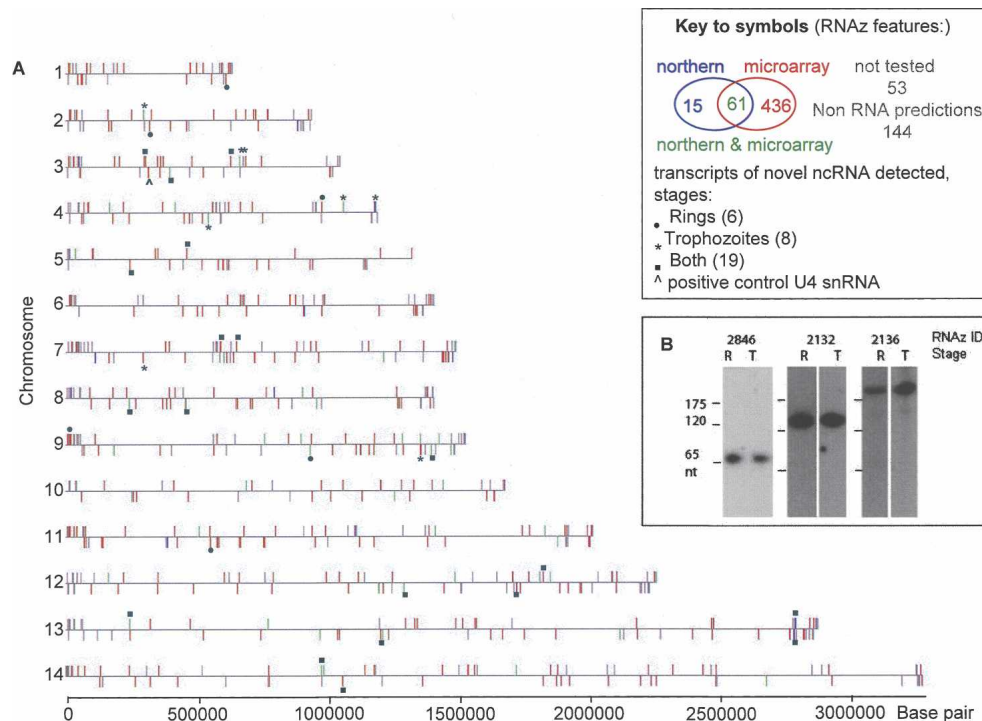 A
Chromosome
1
2
3
4
5
6
7
8
9
10
11
12
13
14
0 500000 1000000 1500000 2000000 2500000 3000000 Base pair
Key to symbols (RNAz features:)
northern microarray not tested
53
15 61 436
Non RNA predictions
144
northern & microarray
transcripts of novel ncRNA detected,
stages:
● Rings (6)
* Trophozoites (8)
■ Both (19)
^ positive control U4 snRNA
B
2846 2132 2136 RNAz ID
R T R T R T Stage
175
120
65
nt